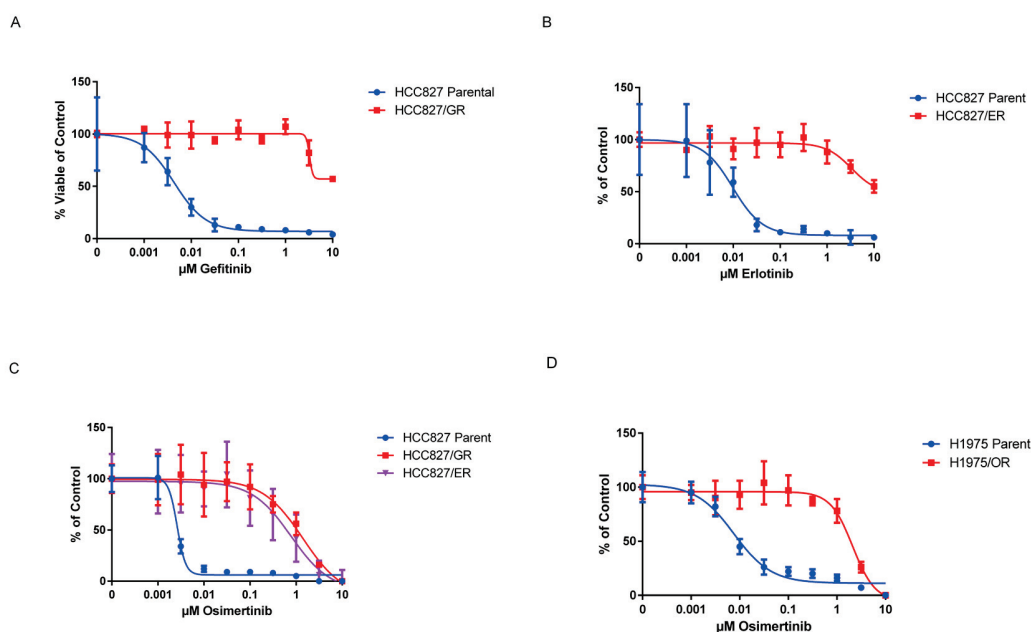 A
HCC827 Parental
HCC827/GR
150
100
50
0
% Viable of Control
0 0.001 0.01 0.1 1 10
µM Gefitinib
B
HCC827 Parent
HCC827/ER
150
100
50
0
% of Control
0 0.001 0.01 0.1 1 10
µM Erlotinib
C
HCC827 Parent
HCC827/GR
HCC827/ER
150
100
50
0
% of Control
0 0.001 0.01 0.1 1 10
µM Osimertinib
D
H1975 Parent
H1975/OR
150
100
50
0
% of Control
0 0.001 0.01 0.1 1 10
µM Osimertinib